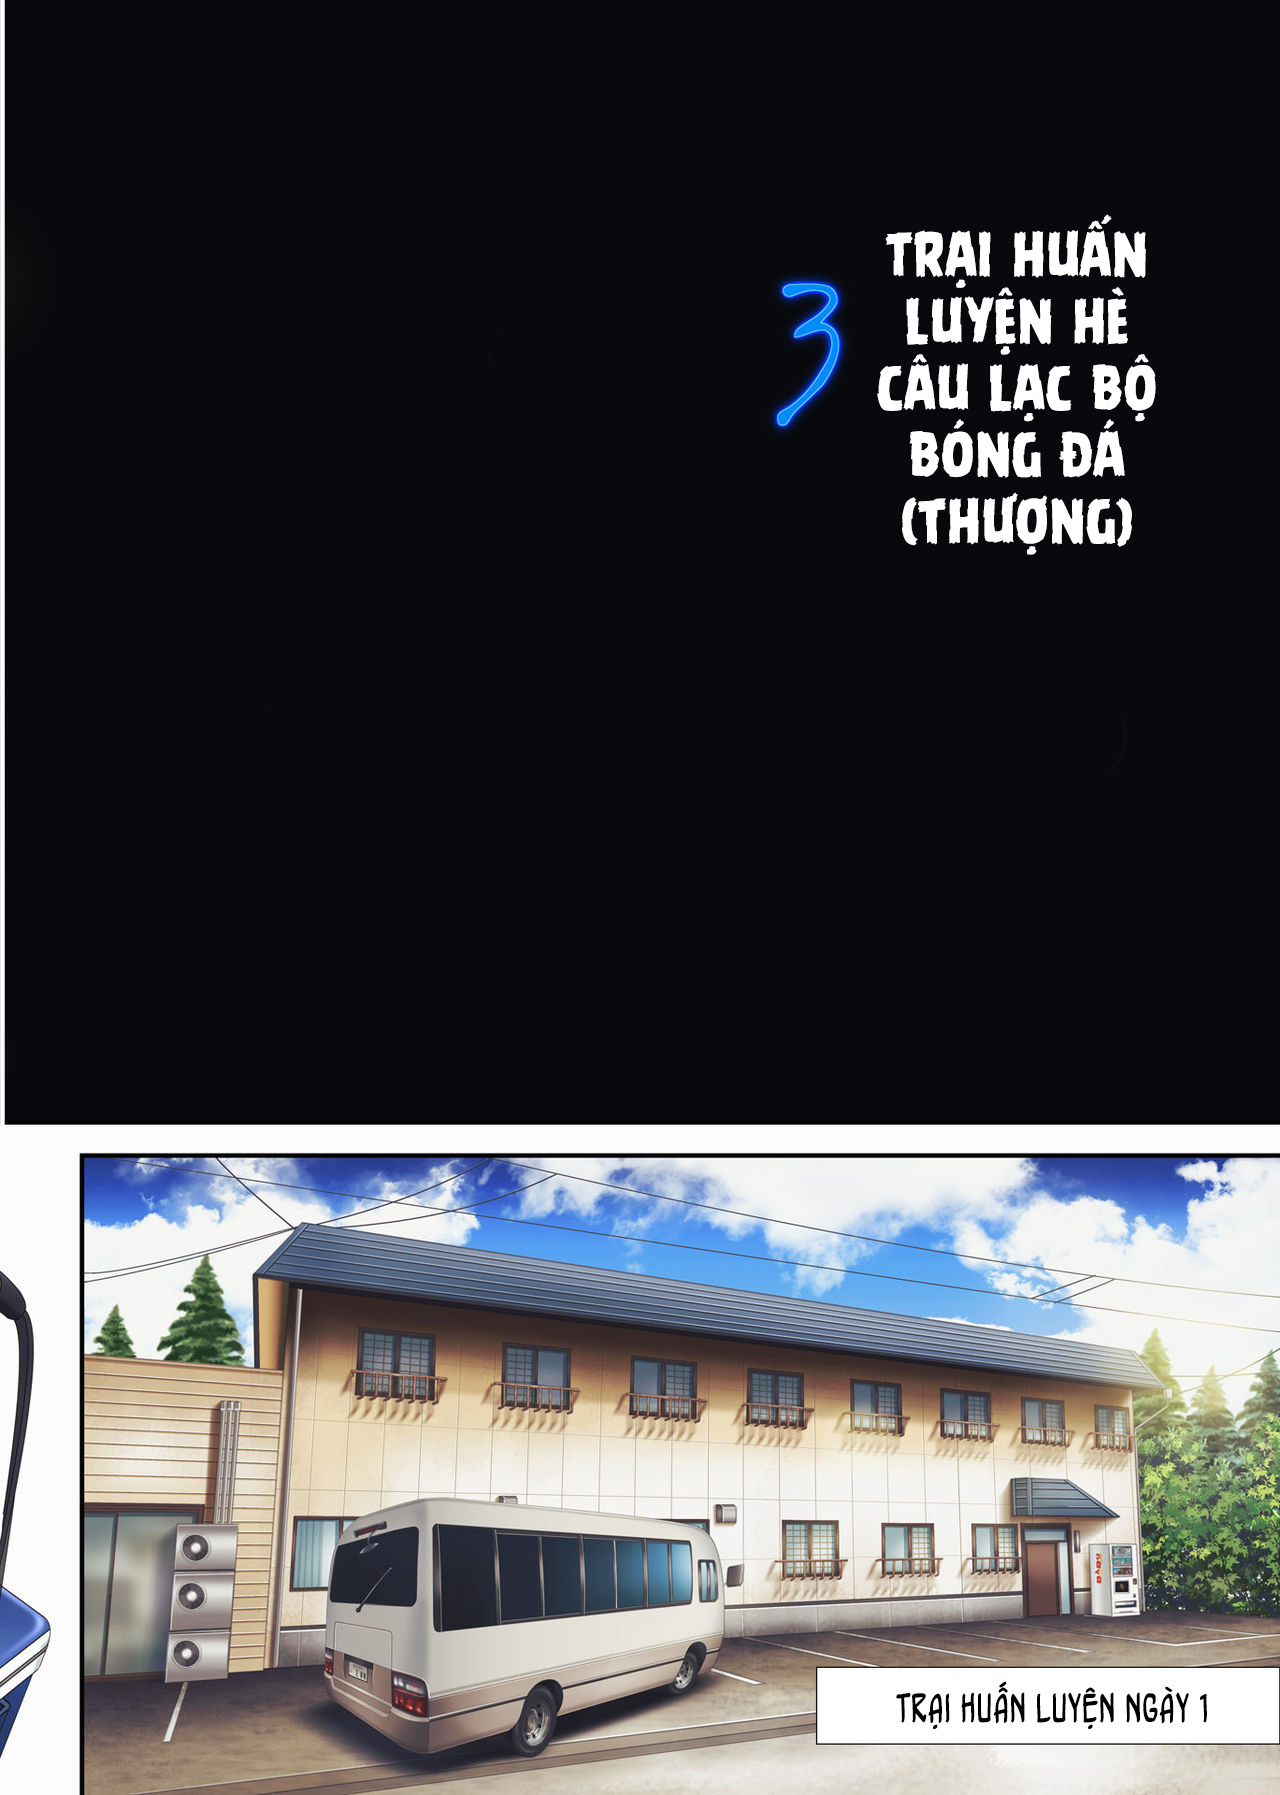 3
TRẠI HUẤN
LUYỆN HÈ
CÂU LẠC BỘ
BÓNG ĐÁ
(THƯỢNG)
TRẠI HUẤN LUYỆN NGÀY 1